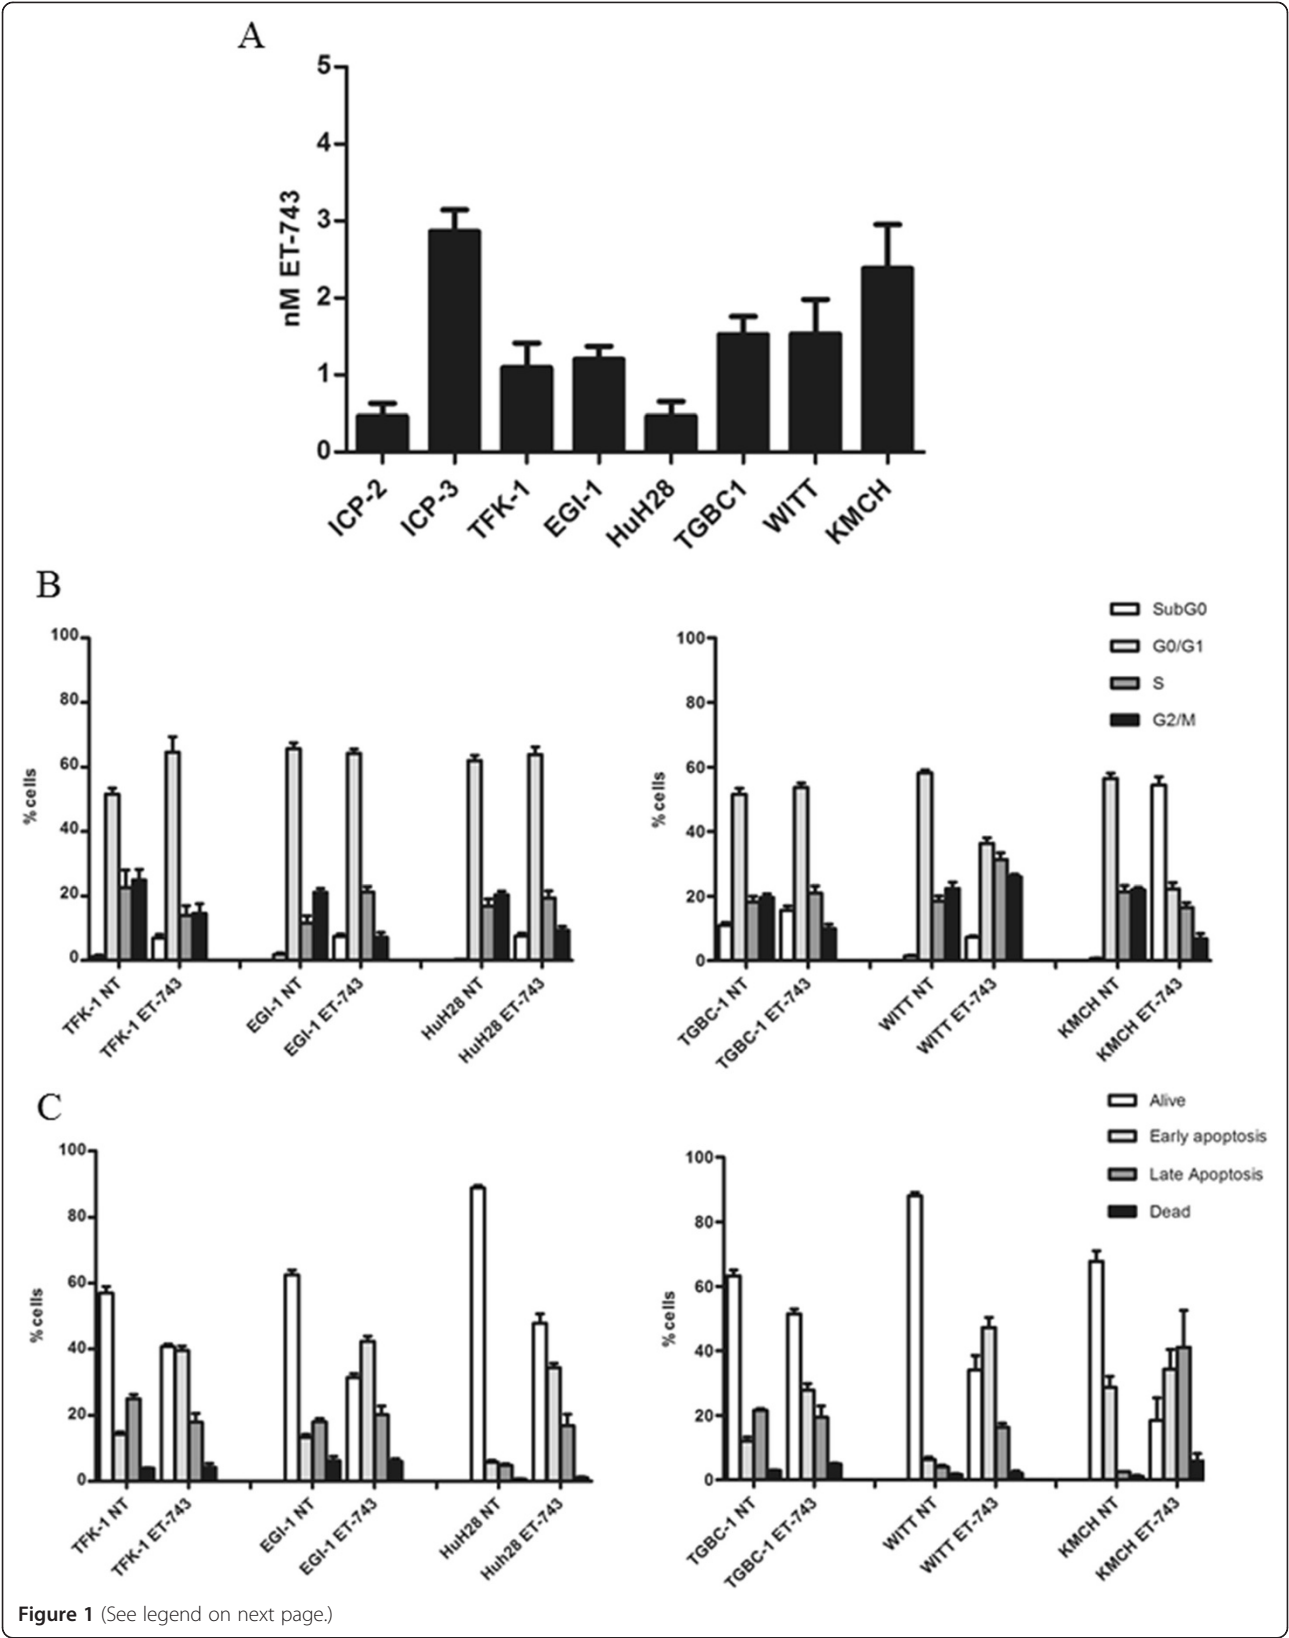 A
5
4
3
2
1
0
nM ET-743
ICP-2
ICP-3
TFK-1
EGI-1
HuH28
TGBC1
WITT
KMCH
B
100
80
60
40
20
0
%cells
TFK-1 NT
TFK-1 ET-743
EGI-1 NT
EGI-1 ET-743
HuH28 NT
HuH28 ET-743
100
80
60
40
20
0
%cells
TGBC-1 NT
TGBC-1 ET-743
WITT NT
WITT ET-743
KMCH NT
KMCH ET-743
SubG0
G0/G1
S
G2/M
C
100
80
60
40
20
0
%cells
TFK-1 NT
TFK-1 ET-743
EGI-1 NT
EGI-1 ET-743
HuH28 NT
Huh28 ET-743
100
80
60
40
20
0
%cells
TGBC-1 NT
TGBC-1 ET-743
WITT NT
WITT ET-743
KMCH NT
KMCH ET-743
Alive
Early apoptosis
Late Apoptosis
Dead
Figure 1 (See legend on next page.)